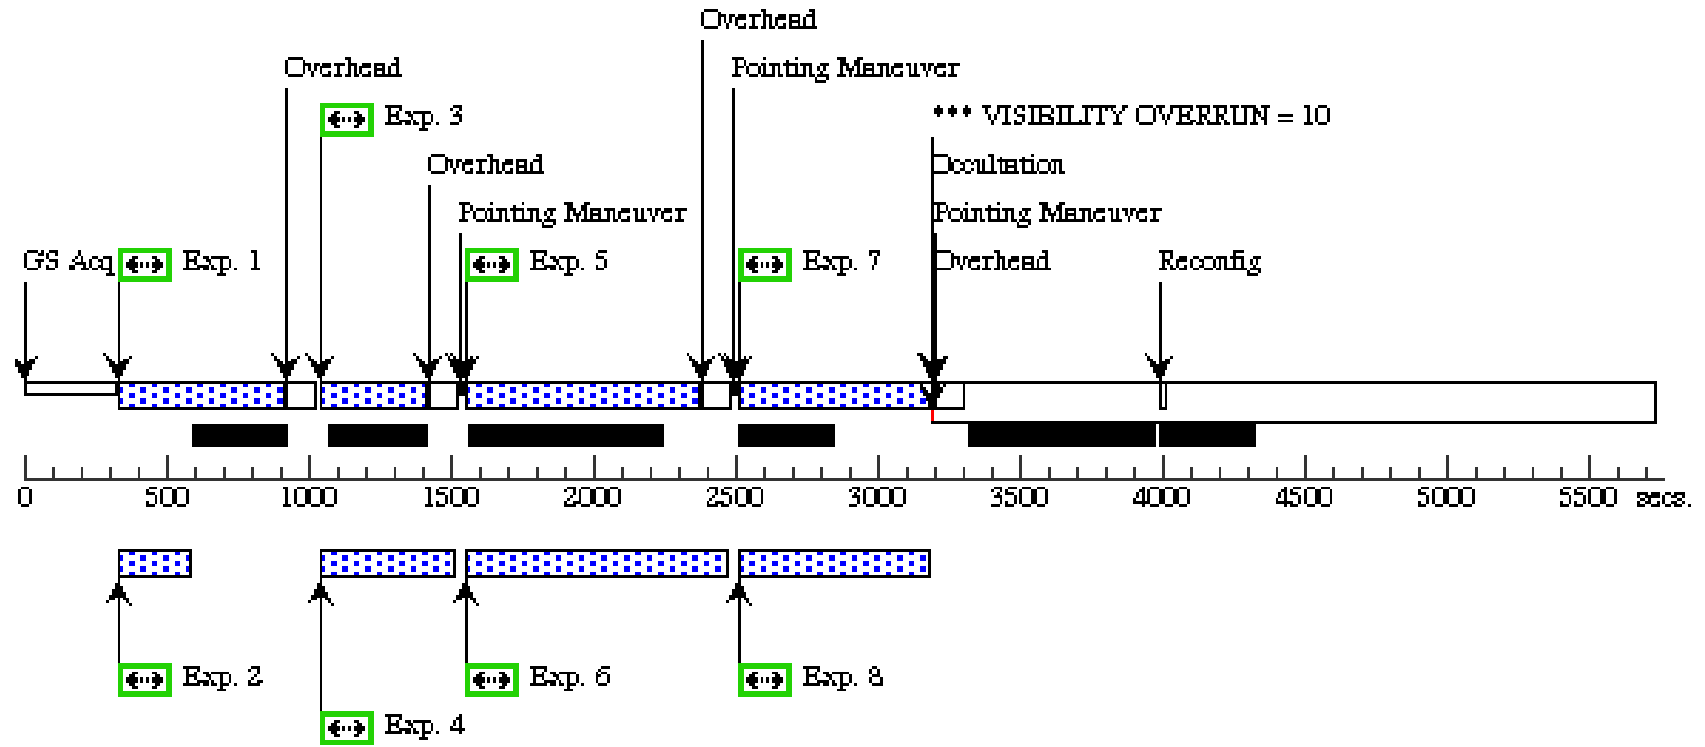 Overhead
Overhead
Pointing Maneuver
Exp. 3
*** VISIBILITY OVERRUN = 10
Overhead
Occultation
Pointing Maneuver
Pointing Maneuver
GS Acq
Exp. 1
Exp. 5
Exp. 7
Overhead
Reconfig
0 500 1000 1500 2000 2500 3000 3500 4000 4500 5000 5500 secs.
Exp. 2
Exp. 6
Exp. 8
Exp. 4